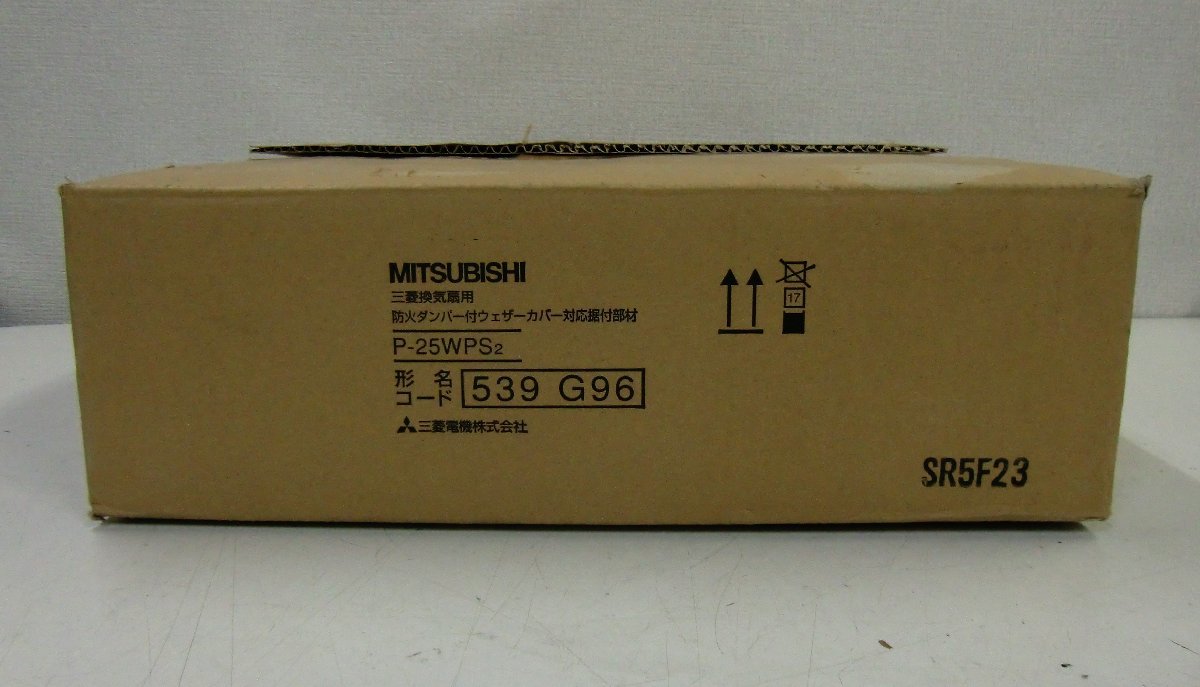 MITSUBISHI
三菱換気扇用
防火ダンパー付ウェザーカバー対応据付部材
P-25WPS2
形名
コード 539 G96
三菱電機株式会社
17
SR5F23